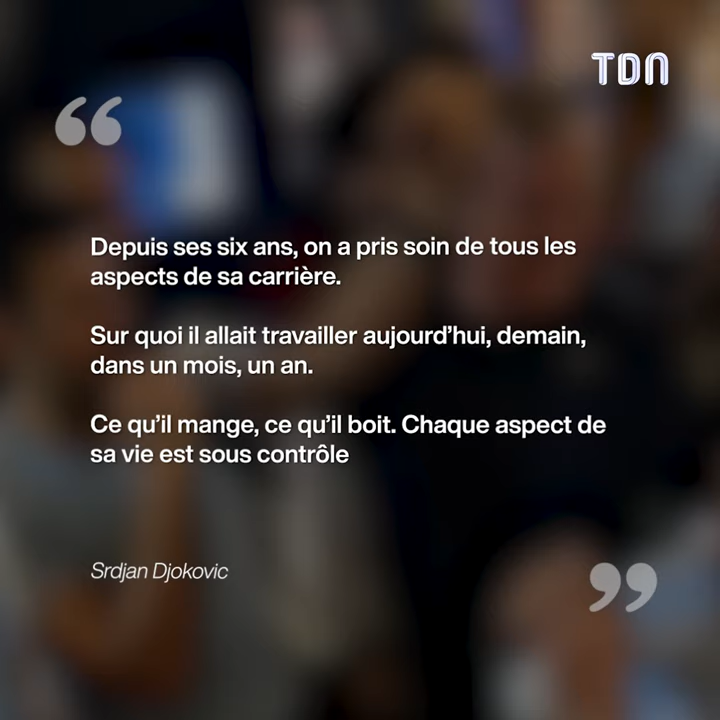 TDN
“
Depuis ses six ans, on a pris soin de tous les
aspects de sa carrière.
Sur quoi il allait travailler aujourd’hui, demain,
dans un mois, un an.
Ce qu’il mange, ce qu’il boit. Chaque aspect de
sa vie est sous contrôle
Srdjan Djokovic
”